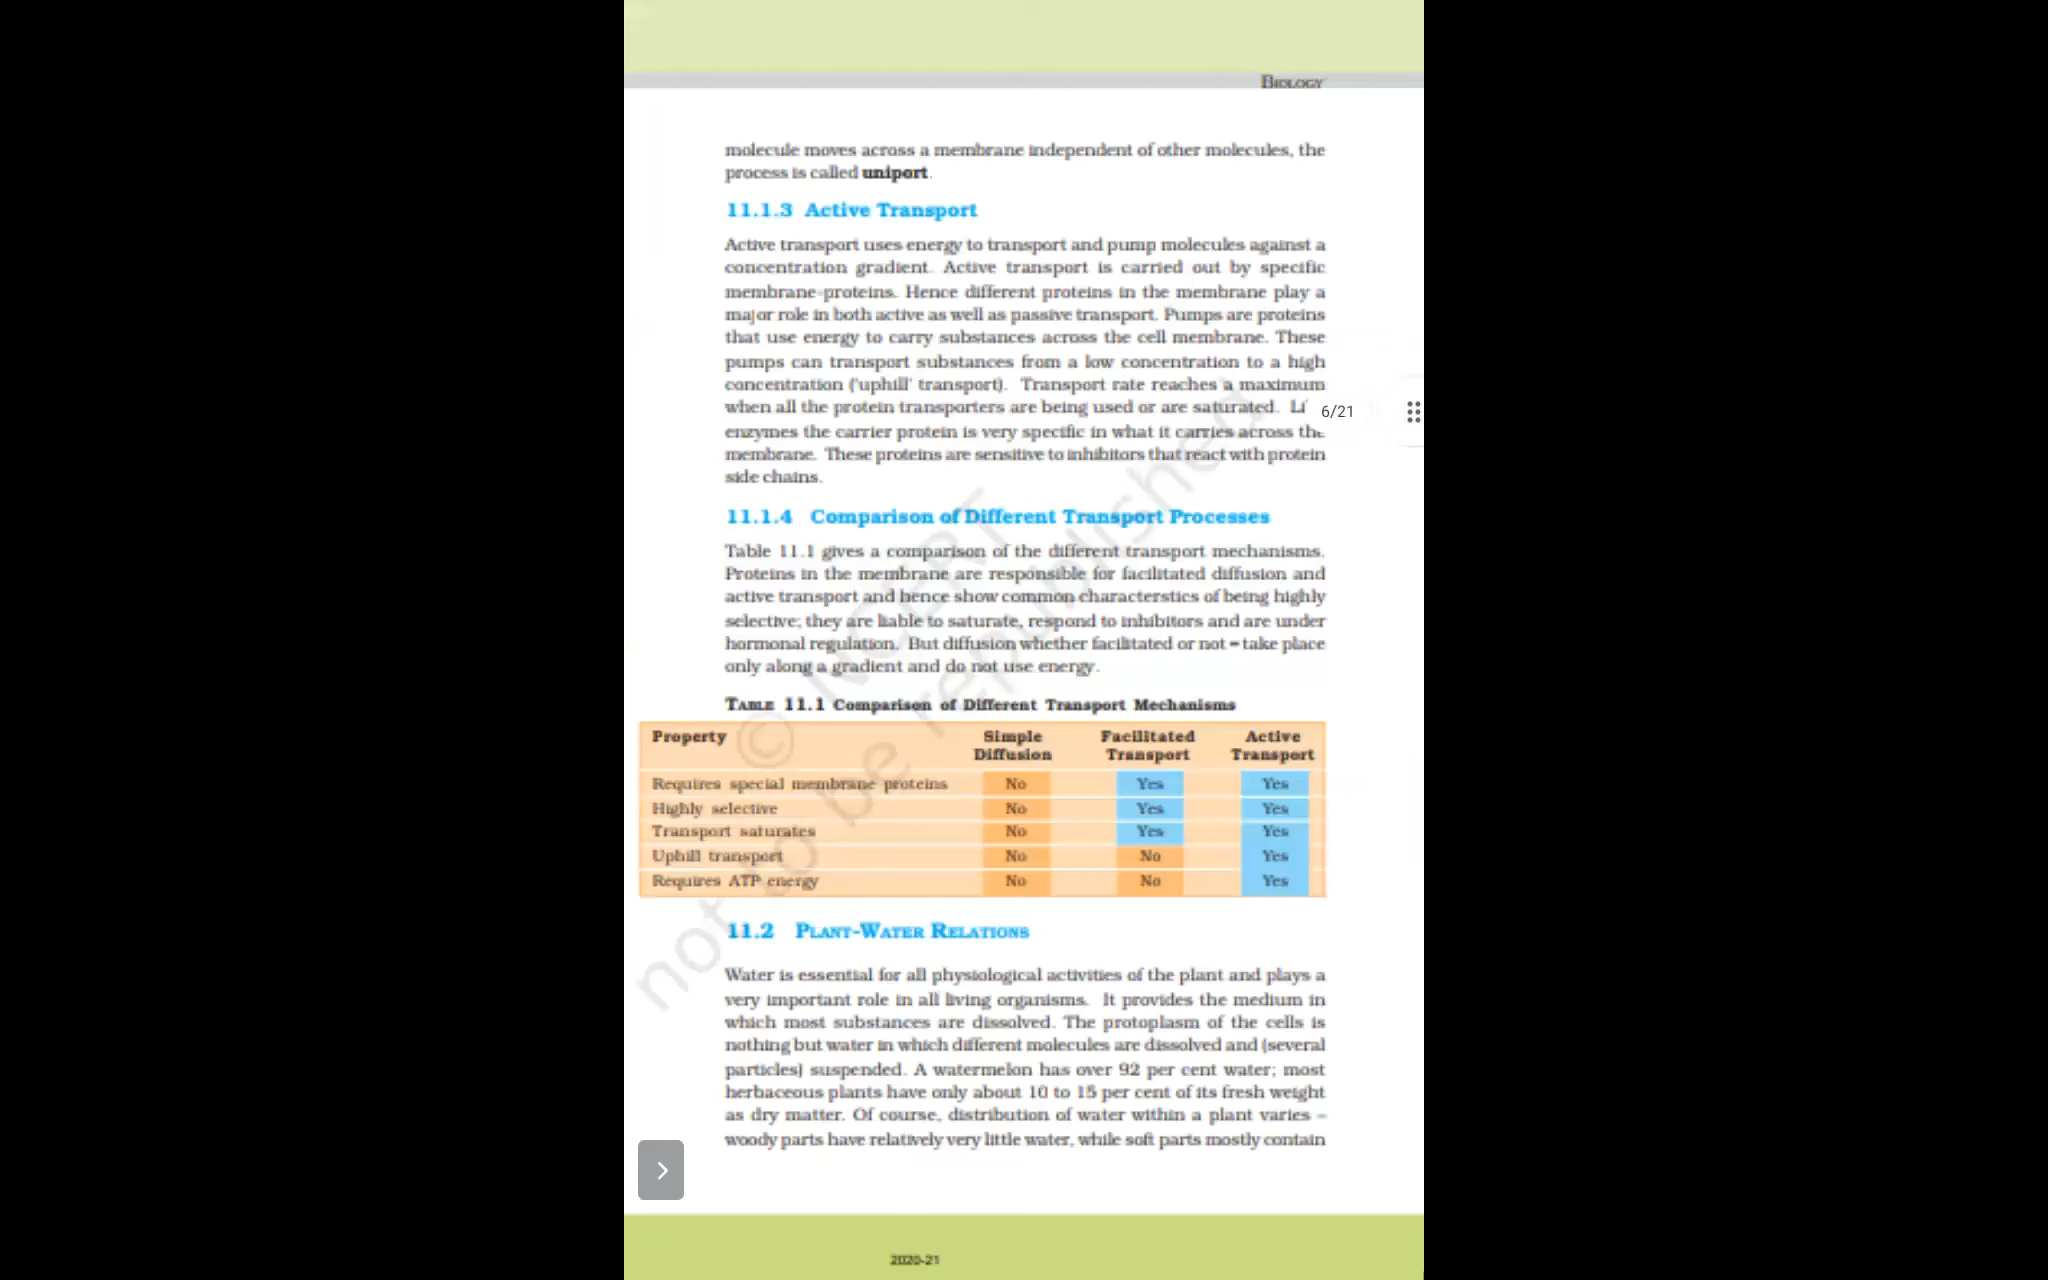 BIOLOGY
molecule moves across a membrane independent of other molecules, the
process is called uniport.
11.1.3 Active Transport
Active transport uses energy to transport and pump molecules against a
concentration gradient. Active transport is carried out by specific
membrane-proteins. Hence different proteins in the membrane play a
major role in both active as well as passive transport. Pumps are proteins
that use energy to carry substances across the cell membrane. These
pumps can transport substances from a low concentration to a high
concentration ('uphill' transport). Transport rate reaches a maximum
when all the protein transporters are being used or are saturated.
6/21
enzymes the carrier protein is very specific in what it carries across the
membrane. These proteins are sensitive to inhibitors that react with protein
side chains.
11.1.4 Comparison of Different Transport Processes
Table 11.1 gives a comparison of the different transport mechanisms.
Proteins in the membrane are responsible for facilitated diffusion and
active transport and hence show common characterstics of being highly
selective; they are liable to saturate, respond to inhibitors and are under
hormonal regulation. But diffusion whether facilitated or not – take place
only along a gradient and do not use energy.
TABLE 11.1 Comparison of Different Transport Mechanisms
Property Simple Diffusion Facilitated Transport Active Transport
Requires special membrane proteins No Yes Yes
Highly selective No Yes Yes
Transport saturates No Yes Yes
Uphill transport No No Yes
Requires ATP energy No No Yes
11.2 PLANT-WATER RELATIONS
Water is essential for all physiological activities of the plant and plays a
very important role in all living organisms. It provides the medium in
which most substances are dissolved. The protoplasm of the cells is
nothing but water in which different molecules are dissolved and (several
particles) suspended. A watermelon has over 92 per cent water; most
herbaceous plants have only about 10 to 15 per cent of its fresh weight
as dry matter. Of course, distribution of water within a plant varies –
woody parts have relatively very little water, while soft parts mostly contain
2020-21
© NCERT
not to be republished